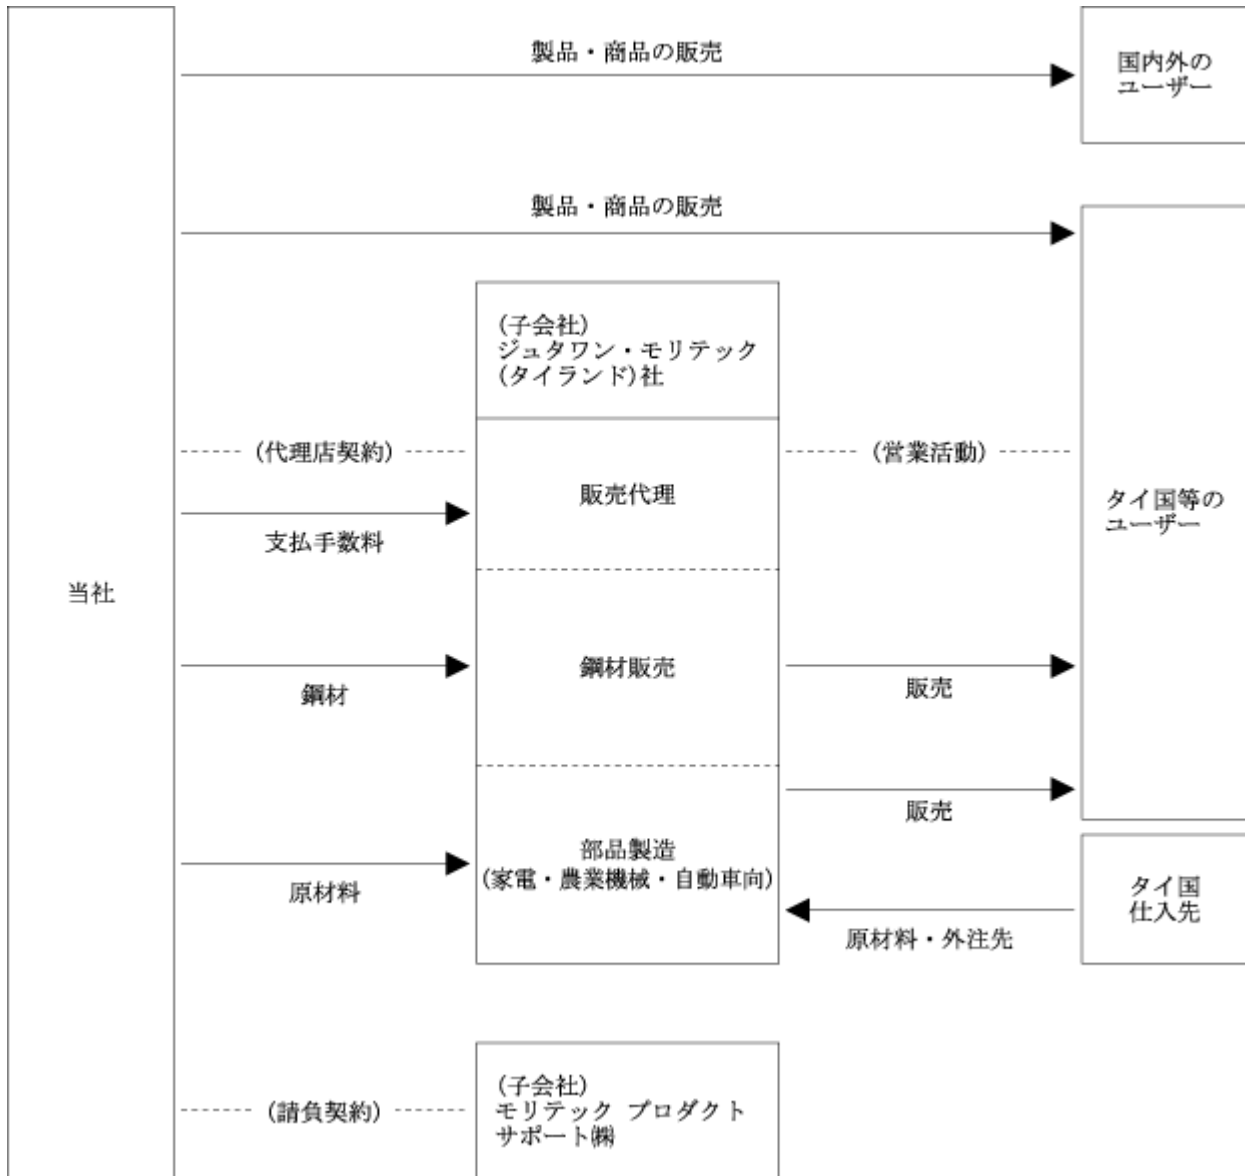 製品・商品の販売
国内外の
ユーザー
製品・商品の販売
(子会社)
ジュタワン・モリテック
(タイランド)社
(代理店契約)
(営業活動)
販売代理
タイ国等の
ユーザー
支払手数料
当社
鋼材販売
鋼材
販売
販売
部品製造
(家電・農業機械・自動車向)
原材料
タイ国
仕入先
原材料・外注先
(子会社)
モリテック プロダクト
サポート㈱
(請負契約)